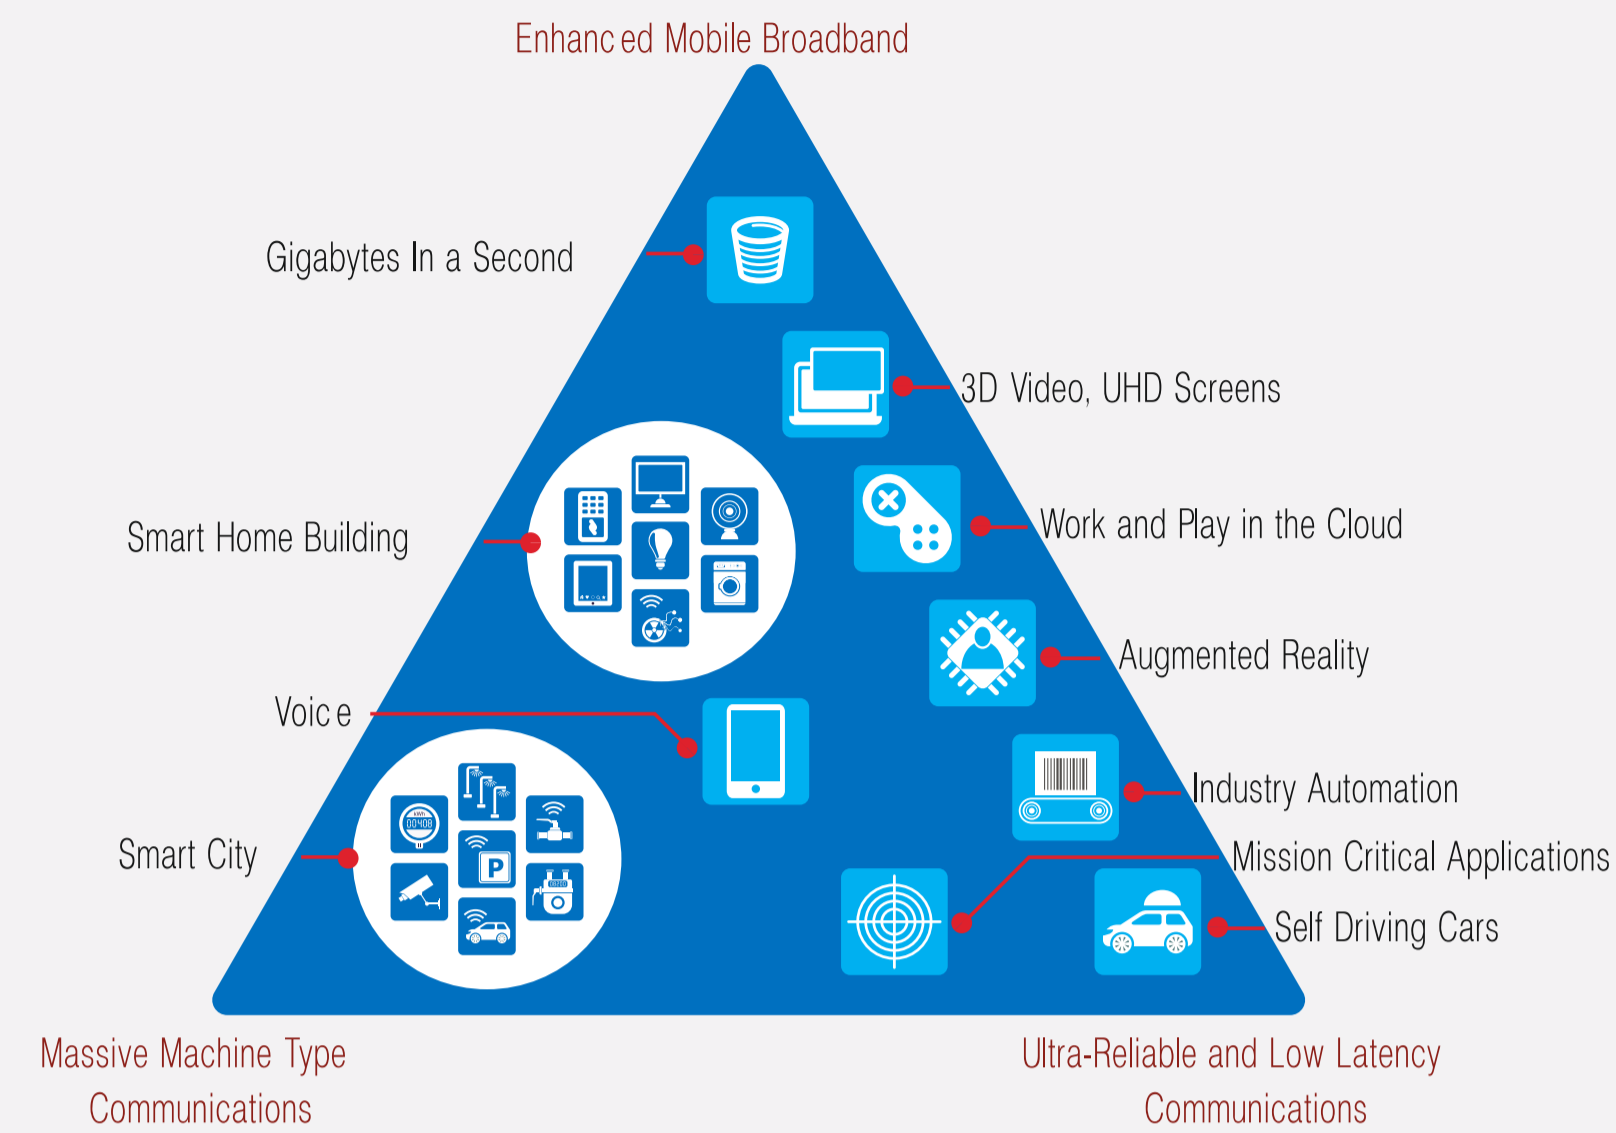 Enhanced Mobile Broadband
Gigabytes In a Second
3D Video, UHD Screens
Work and Play in the Cloud
Smart Home Building
Augmented Reality
Voice
Industry Automation
kWh
00408
P
Smart City
Mission Critical Applications
Self Driving Cars
Massive Machine Type
Communications
Ultra-Reliable and Low Latency
Communications